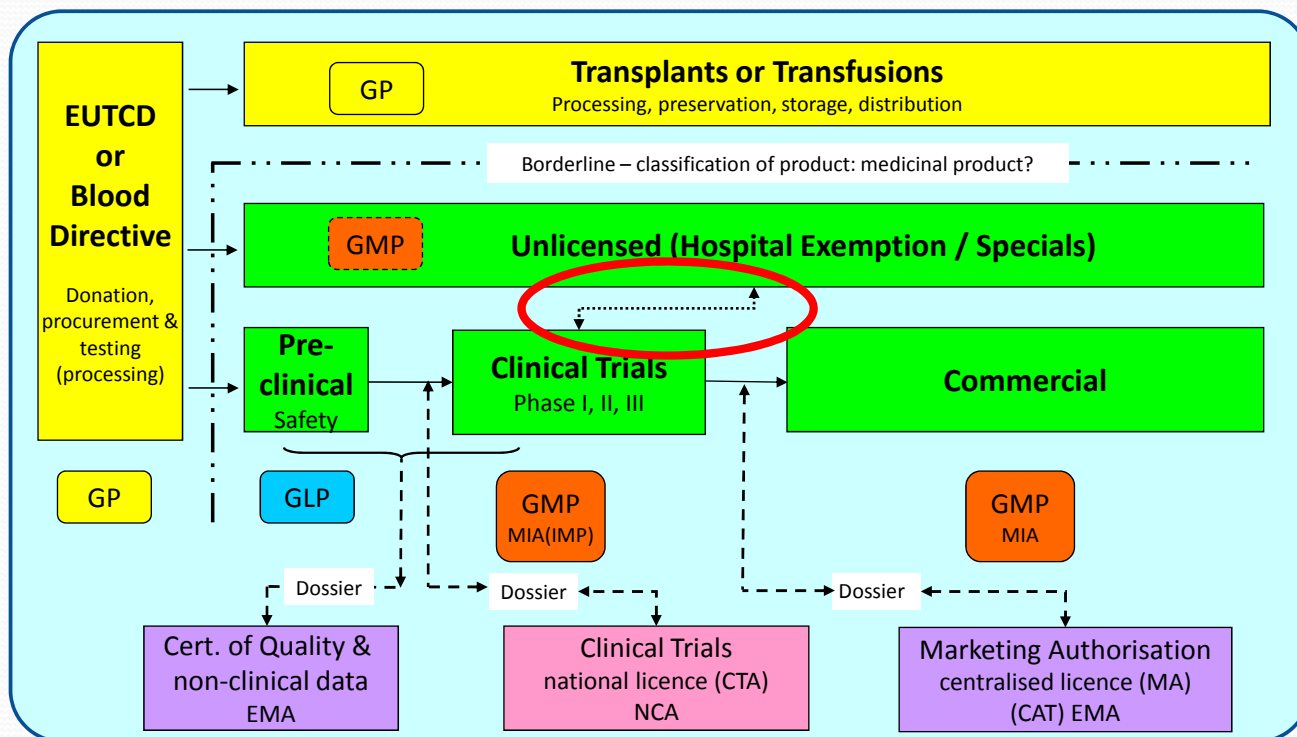 EUTCD
or
Blood
Directive
Donation,
procurement &
testing
(processing)
GP
Transplants or Transfusions
Processing, preservation, storage, distribution
Borderline – classification of product: medicinal product?
GMP
Unlicensed (Hospital Exemption / Specials)
Pre-
clinical
Safety
Clinical Trials
Phase I, II, III
Commercial
GP
GLP
GMP
MIA(IMP)
GMP
MIA
Dossier
Dossier
Dossier
Cert. of Quality &
non-clinical data
EMA
Clinical Trials
national licence (CTA)
NCA
Marketing Authorisation
centralised licence (MA)
(CAT) EMA